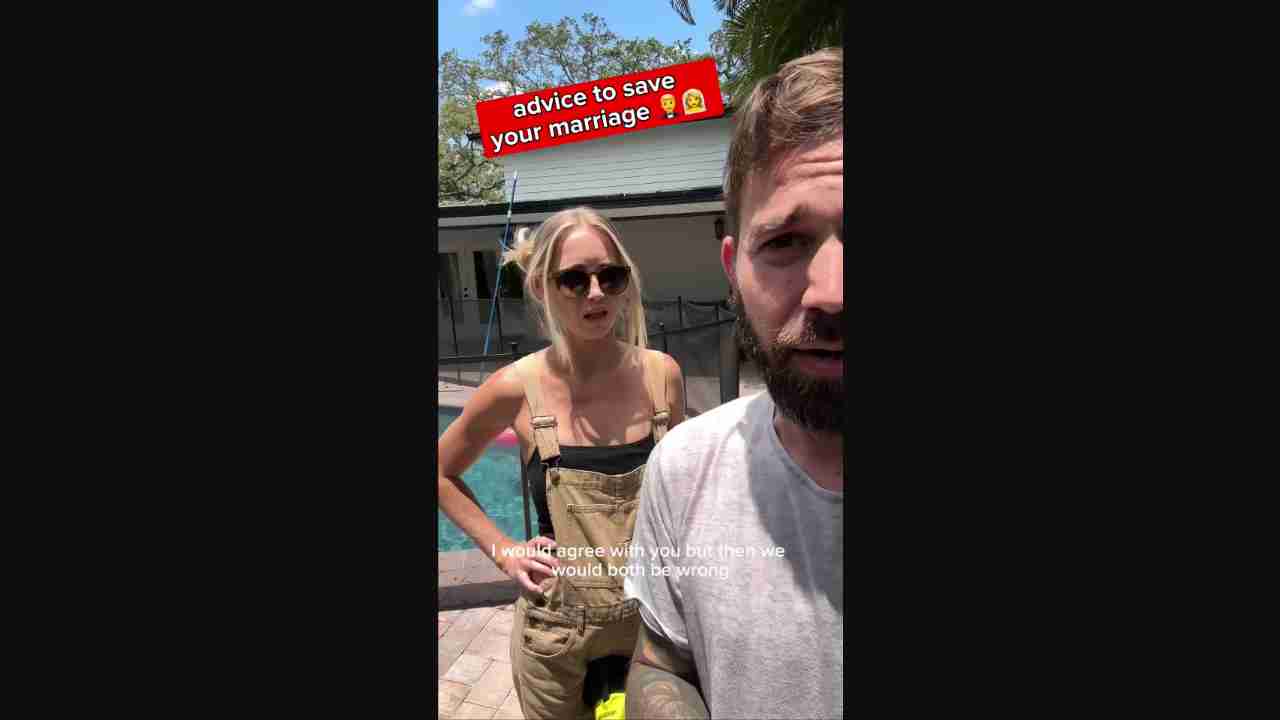 advice to save
your marriage 🤵👰
I would agree with you but then we
would both be wrong